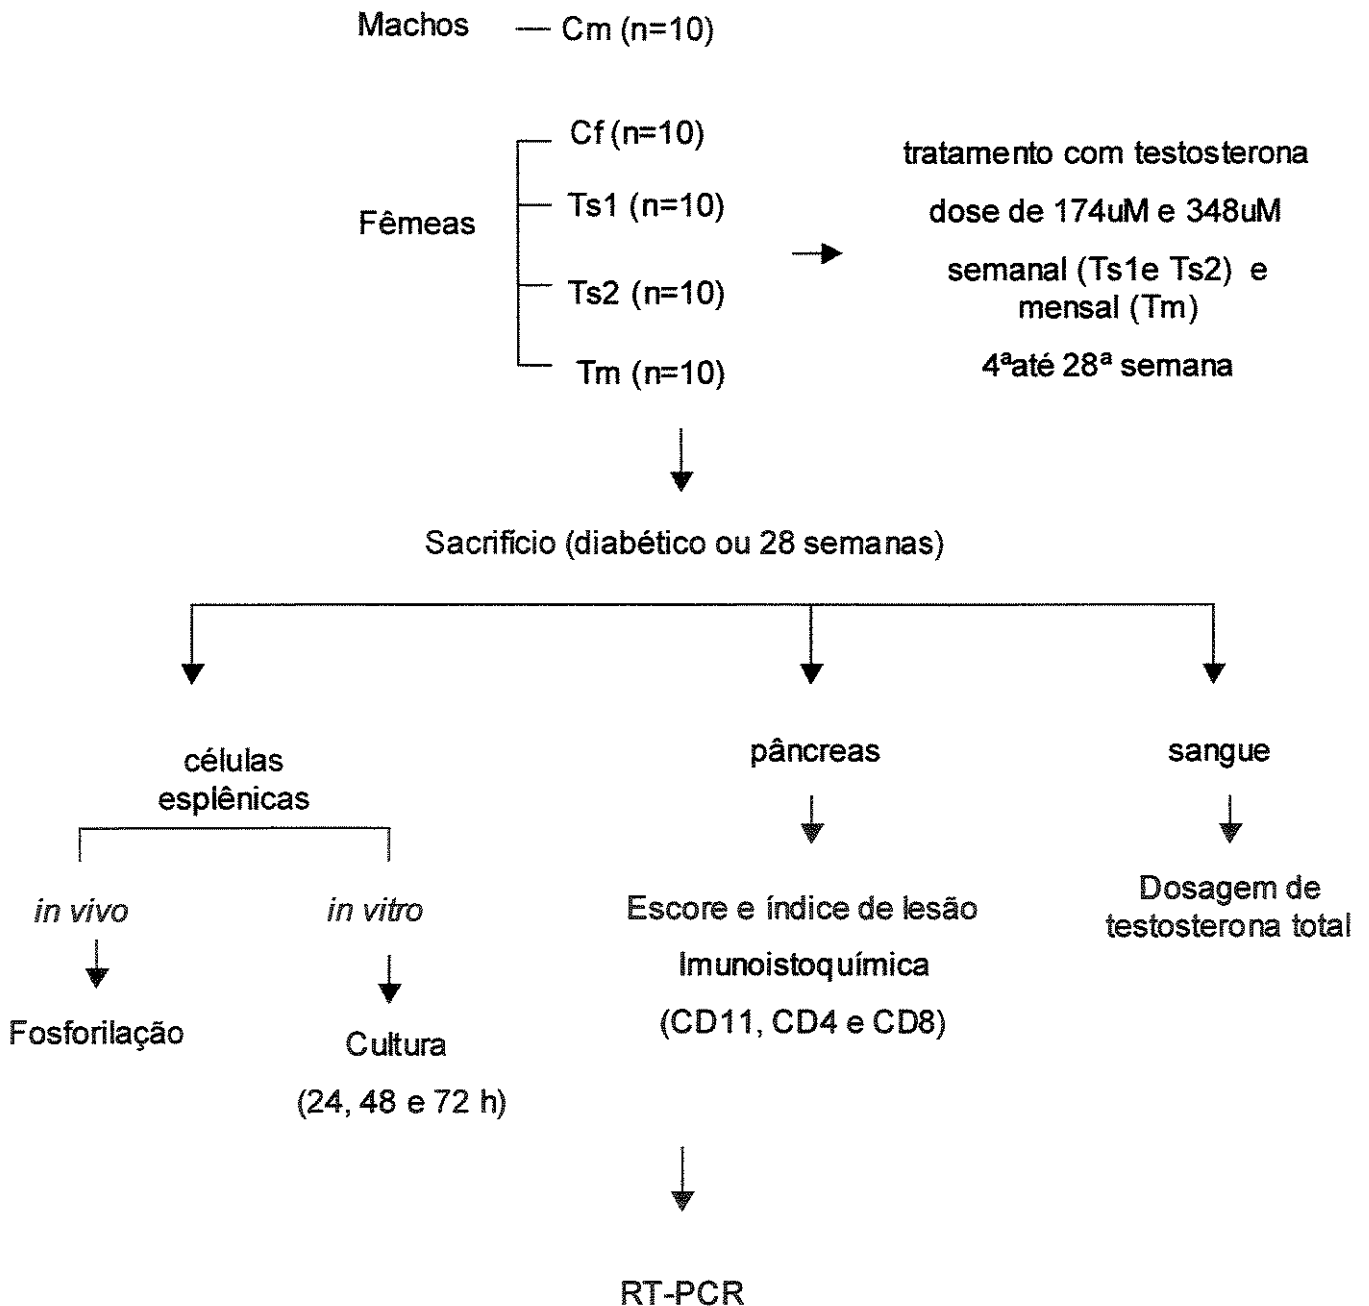 Machos — Cm (n=10)
Fêmeas
Cf (n=10)
Ts1 (n=10)
Ts2 (n=10)
Tm (n=10)
tratamento com testosterona
dose de 174uM e 348uM
semanal (Ts1e Ts2) e
mensal (Tm)
4ªaté 28ª semana
Sacrifício (diabético ou 28 semanas)
células
esplênicas
in vivo
Fosforilação
in vitro
Cultura
(24, 48 e 72 h)
pâncreas
Escore e índice de lesão
Imunoistoquímica
(CD11, CD4 e CD8)
sangue
Dosagem de
testosterona total
RT-PCR